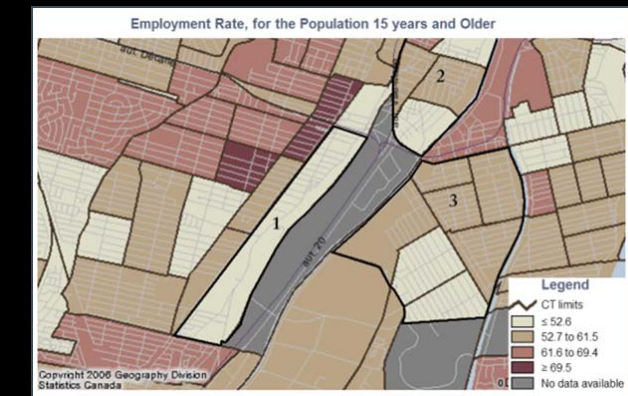 Employment Rate, for the Population 15 years and Older
2
3
1
aut. 20
Legend
CT limits
≤ 52.6
52.7 to 61.5
61.6 to 69.4
≥ 69.5
No data available
Copyright 2006 Geography Division
Statistics Canada